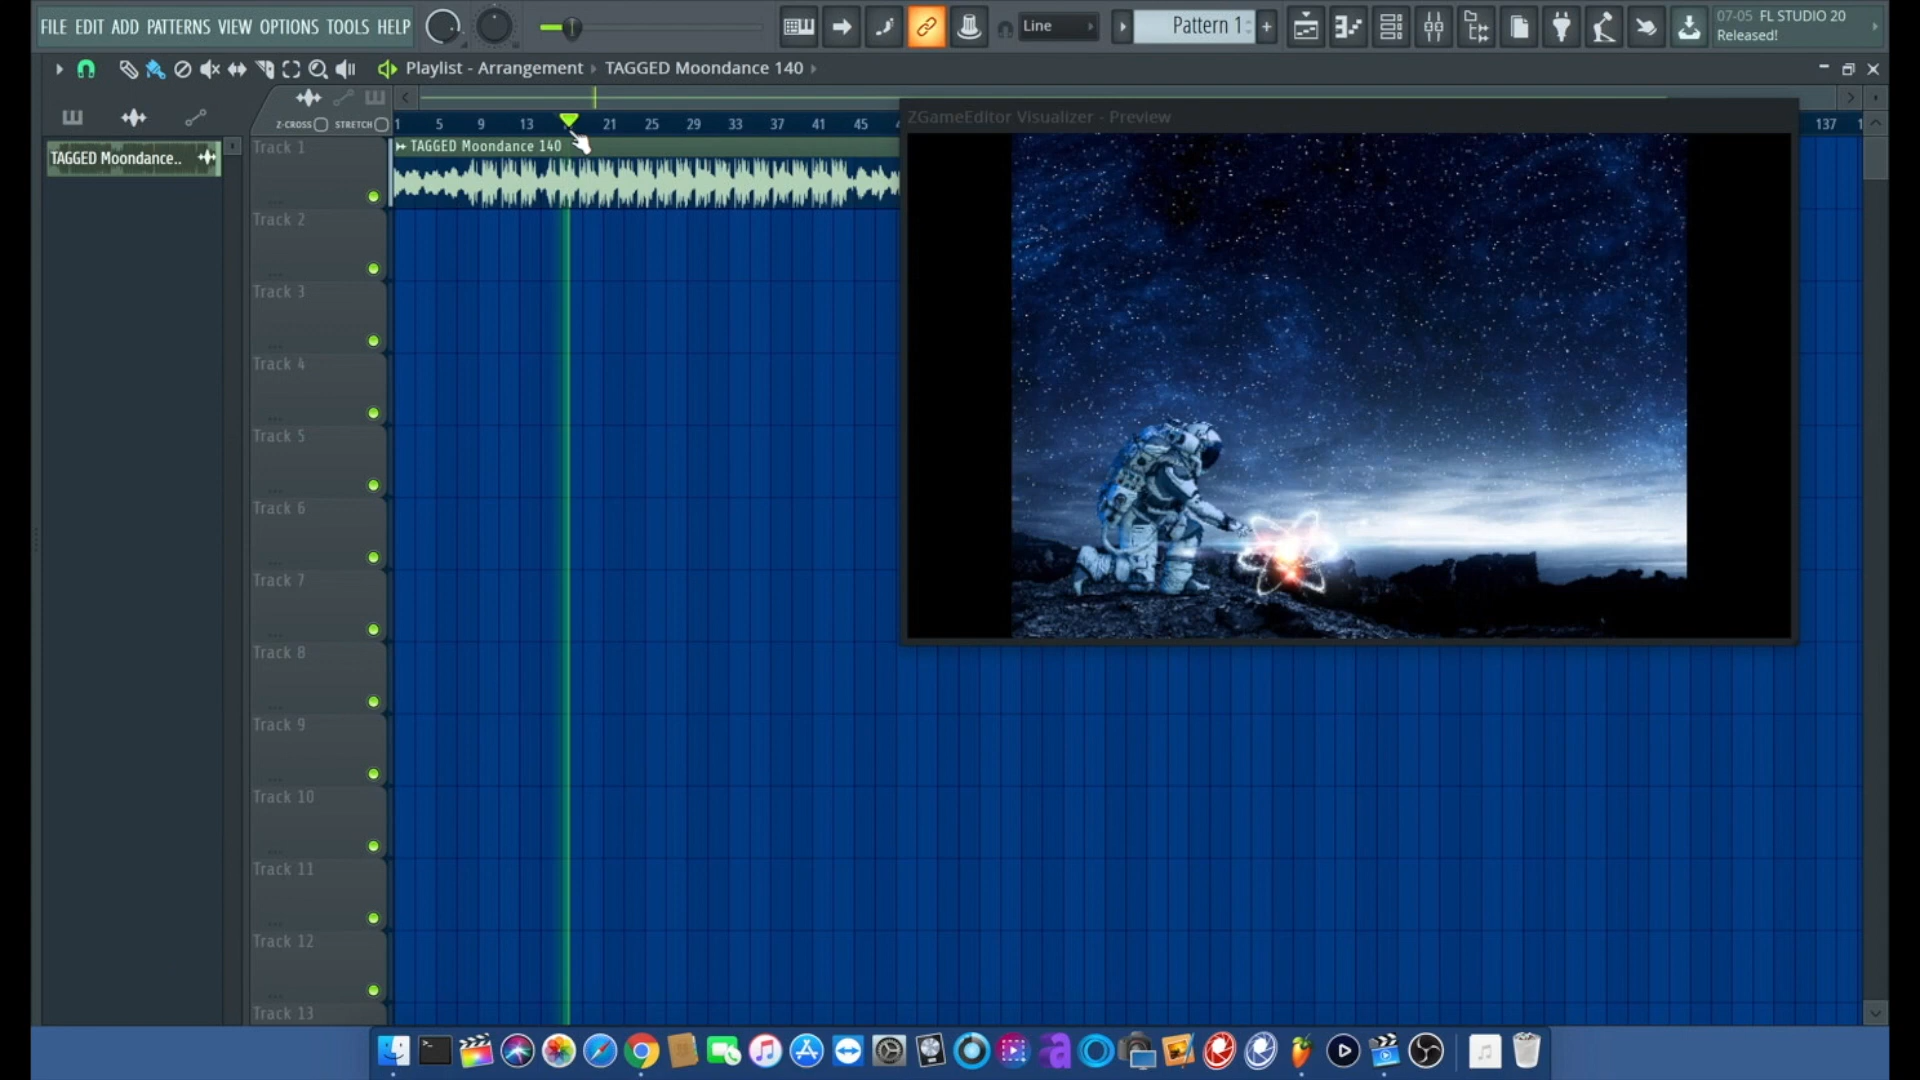 FILE EDIT ADD PATTERNS VIEW OPTIONS TOOLS HELP
Line
Pattern 1
+
07-05 FL STUDIO 20
Released!
Playlist - Arrangement › TAGGED Moondance 140 ›
Z-CROSS STRETCH
1 5 9 13 21 25 29 33 37 41 45 137 1
ZGameEditor Visualizer - Preview
TAGGED Moondance..
TAGGED Moondance 140
Track 1
Track 2
Track 3
Track 4
Track 5
Track 6
Track 7
Track 8
Track 9
Track 10
Track 11
Track 12
Track 13